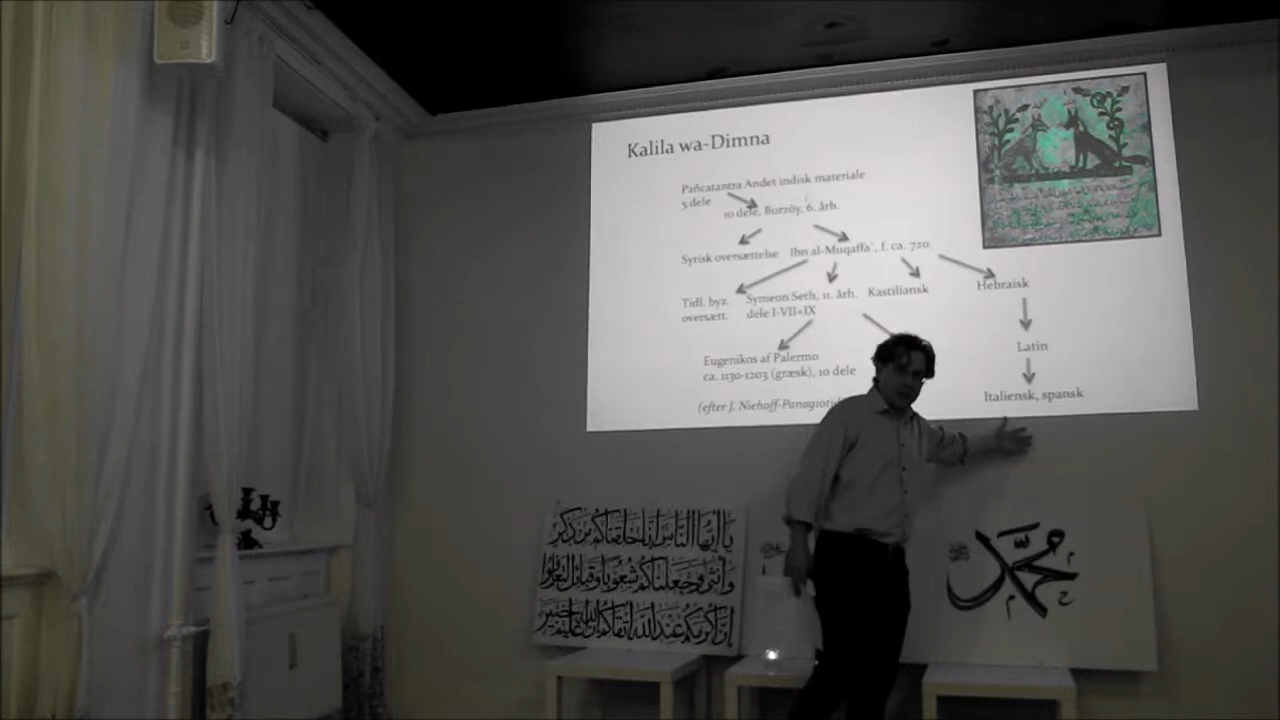 Kalila wa-Dimna
Pañcatantra Andet indisk materiale
5 dele
10 dele, Burzōy, 6. årh.
Syrisk oversættelse Ibn al-Muqaffaʿ, f. ca. 720
Tidl. byz. oversætt.
Symeon Seth, 11. årh.
dele I-VII+IX
Kastiliansk
Hebraisk
Latin
Eugenikos af Palermo
ca. 1130-1203 (græsk), 10 dele
Italiensk, spansk
(efter J. Niehoff-Panagioti
يا أيها الناس إنا خلقناكم من ذكر
وأنثى وجعلناكم شعوبا وقبائل لتعارفوا
إن أكرمكم عند الله أتقاكم إن الله عليم خبير
محمد